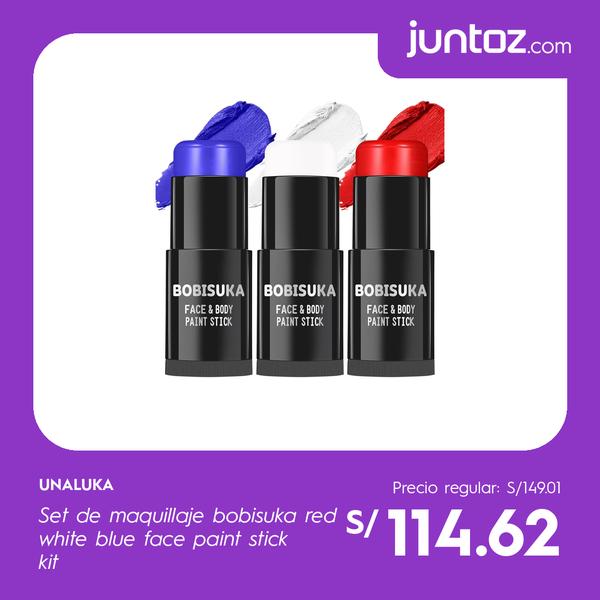 juntoz.com
BOBISUKA BOBISUKA BOBISUKA
FACE & BODY FACE & BODY FACE & BODY
PAINT STICK PAINT STICK PAINT STICK
UNALUKA
Precio regular: S/149.01
Set de maquillaje bobisuka red
white blue face paint stick
kit
S/ 114.62